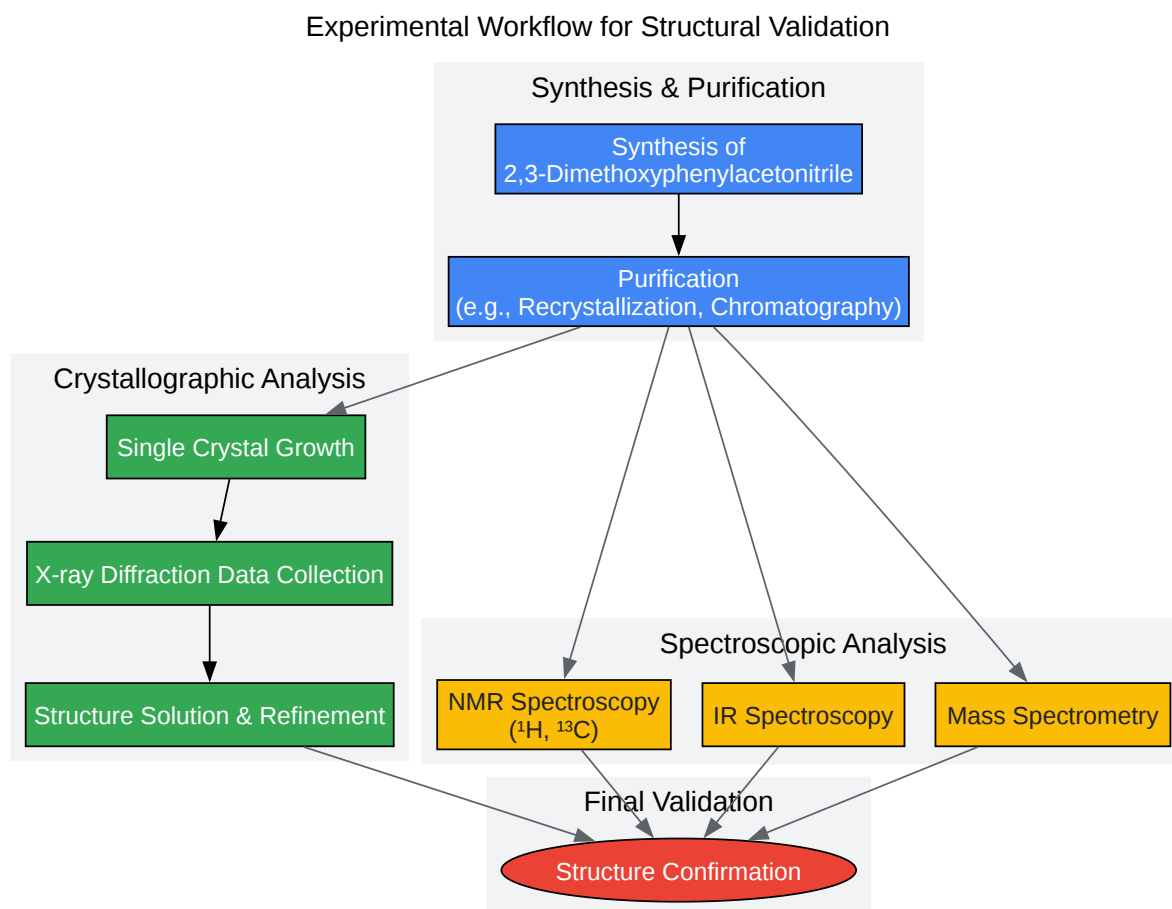 Experimental Workflow for Structural Validation
Synthesis & Purification
Synthesis of
2,3-Dimethoxyphenylacetonitrile
Purification
(e.g., Recrystallization, Chromatography)
Crystallographic Analysis
Single Crystal Growth
X-ray Diffraction Data Collection
Structure Solution & Refinement
Spectroscopic Analysis
NMR Spectroscopy
(¹H, ¹³C)
IR Spectroscopy
Mass Spectrometry
Final Validation
Structure Confirmation